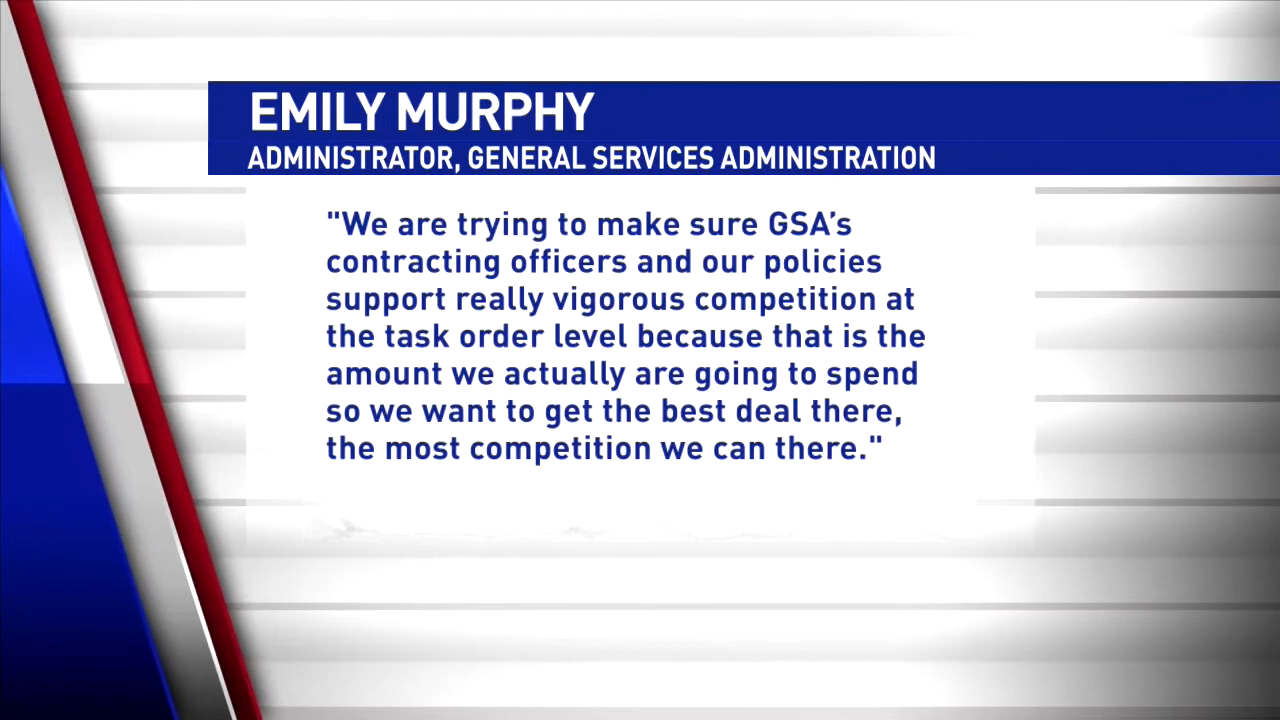 EMILY MURPHY
ADMINISTRATOR, GENERAL SERVICES ADMINISTRATION
"We are trying to make sure GSA’s
contracting officers and our policies
support really vigorous competition at
the task order level because that is the
amount we actually are going to spend
so we want to get the best deal there,
the most competition we can there."